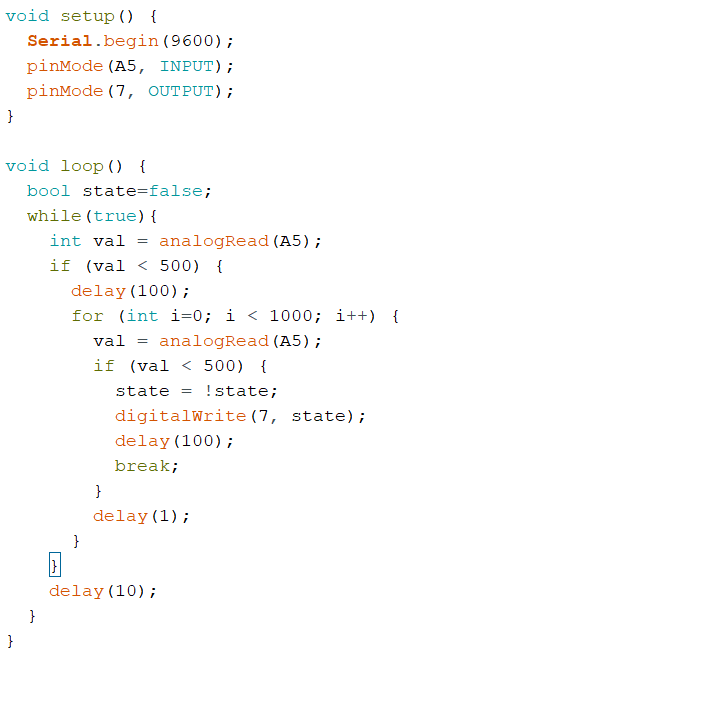 void setup() {
  Serial.begin(9600);
  pinMode(A5, INPUT);
  pinMode(7, OUTPUT);
}

void loop() {
  bool state=false;
  while(true){
    int val = analogRead(A5);
    if (val < 500) {
      delay(100);
      for (int i=0; i < 1000; i++) {
        val = analogRead(A5);
        if (val < 500) {
          state = !state;
          digitalWrite(7, state);
          delay(100);
          break;
        }
        delay(1);
      }
    }
    delay(10);
  }
}